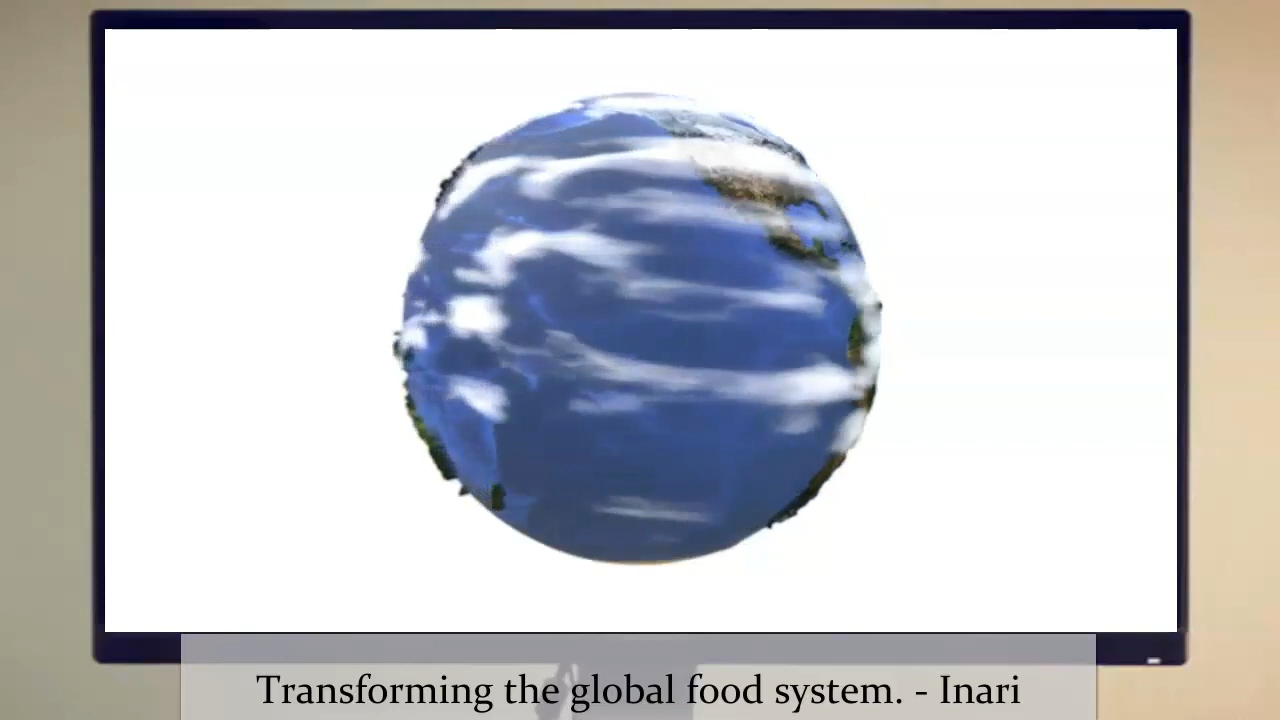 Transforming the global food system. - Inari